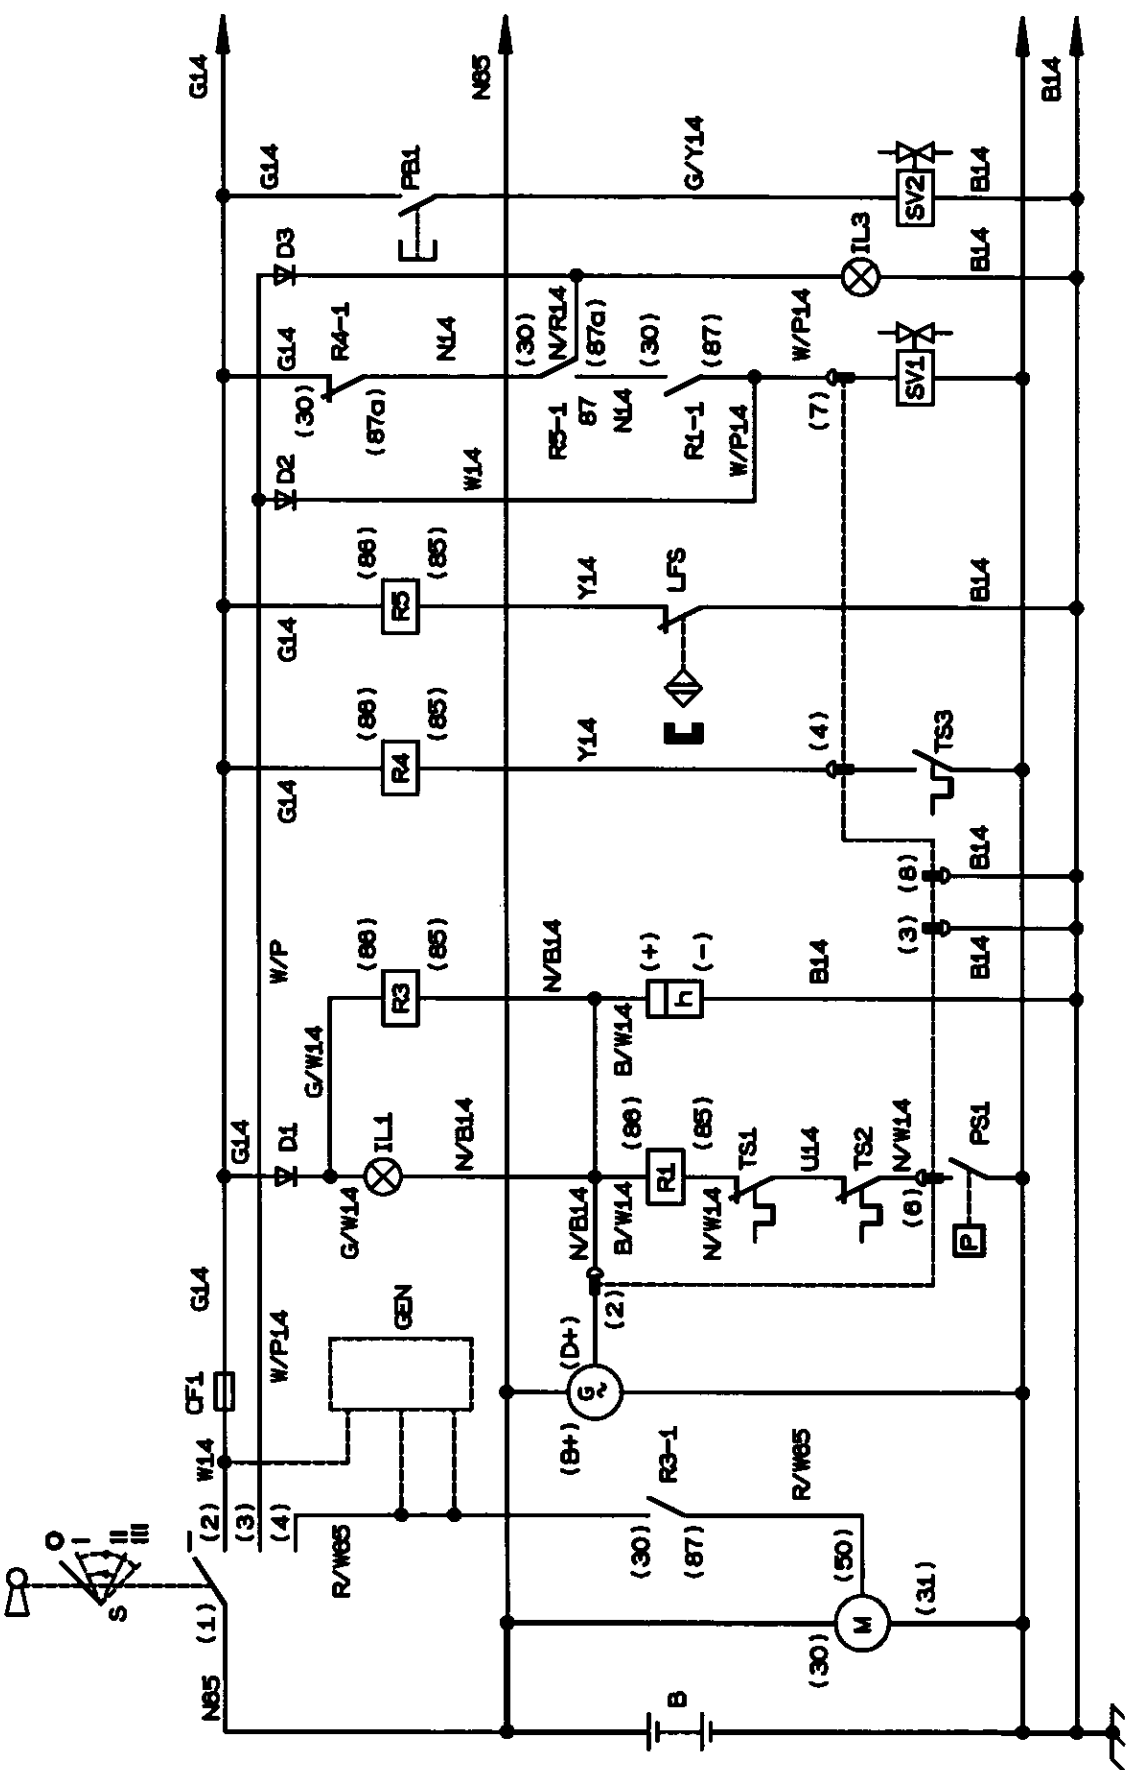 N65
(1)
S
O
I
II
III
(2)
(3)
(4)
W14
CF1
G14
W/P14
R/W65
GEN
G14
D1
G/W14
IL1
N/B14
G/W14
W/P
(86)
R3
(85)
N/B14
B/W14
(+)
h
(-)
B14
N/B14
B/W14
(86)
R1
(85)
N/W14
TS1
U14
TS2
N/W14
(6)
PS1
P
(D+)
G
~
(B+)
(2)
R3-1
(30)
(87)
R/W65
(50)
(30)
M
(31)
B
G14
(86)
R4
(85)
Y14
(4)
TS3
(8)
B14
(3)
B14
G14
(86)
R5
(85)
Y14
LFS
B14
D2
W14
G14
R4-1
(30)
(87a)
N14
(30)
N/R14
(87a)
R5-1
87
N14
(30)
R1-1
(87)
W/P14
W/P14
(7)
SV1
D3
IL3
B14
G14
PB1
G/Y14
SV2
B14
G14
N65
B14